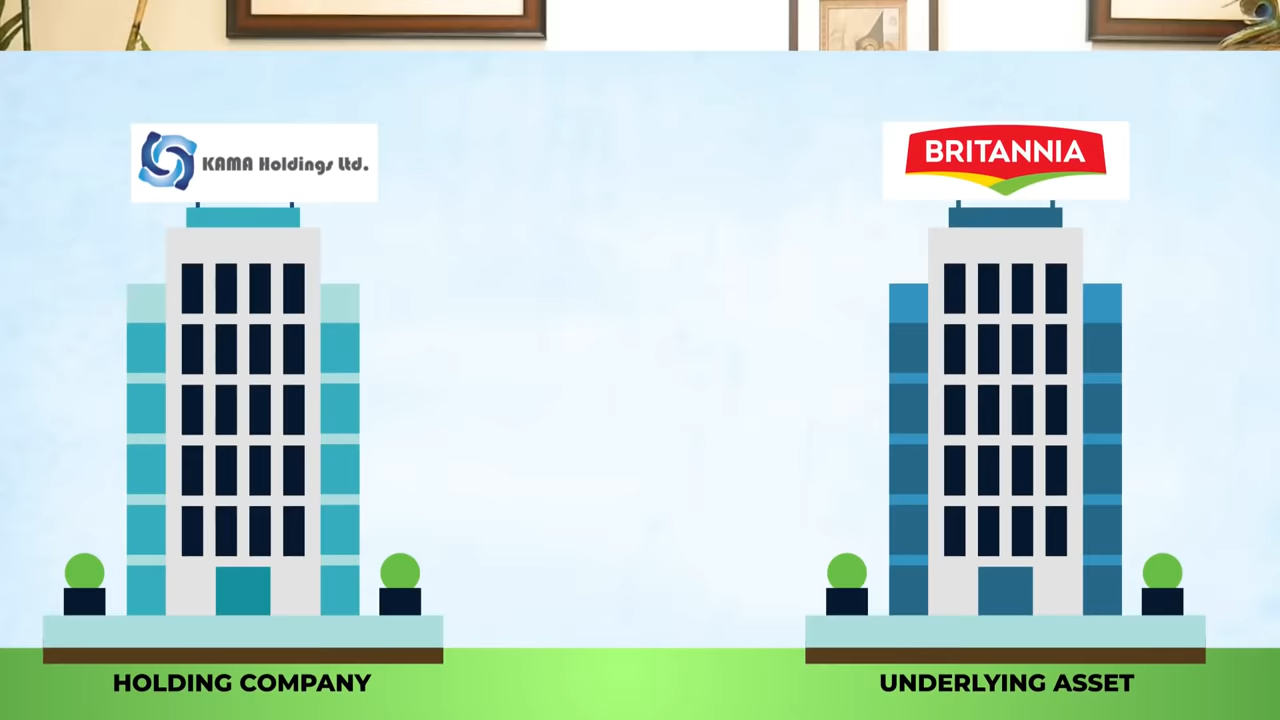 KAMA Holdings Ltd.
BRITANNIA
HOLDING COMPANY
UNDERLYING ASSET